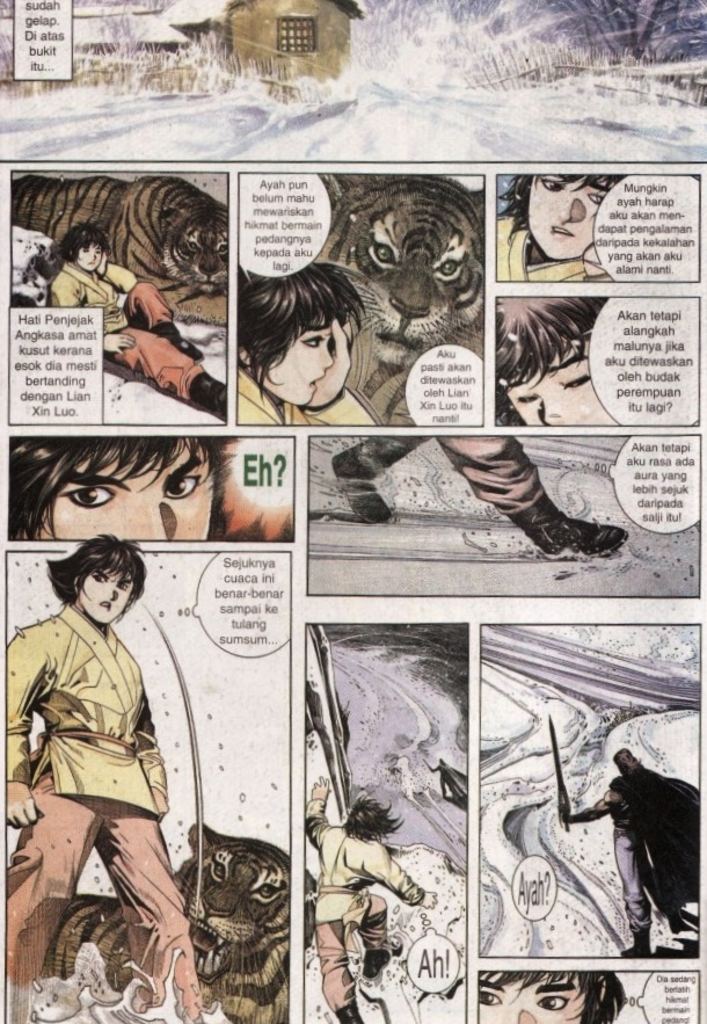 sudah
gelap.
Di atas
bukit
itu...
Hati Penjejak
Angkasa amat
kusut kerana
esok dia mesti
bertanding
dengan Lian
Xin Luo.
Ayah pun
belum mahu
mewariskan
hikmat bermain
pedangnya
kepada aku
lagi.
Aku
pasti akan
ditewaskan
oleh Lian
Xin Luo itu
nanti!
Mungkin
ayah harap
aku akan men-
dapat pengalaman
daripada kekalahan
yang akan aku
alami nanti.
Akan tetapi
alangkah
malunya jika
aku ditewaskan
oleh budak
perempuan
itu lagi?
Eh?
Akan tetapi
aku rasa ada
aura yang
lebih sejuk
daripada
salji itu!
Sejuknya
cuaca ini
benar-benar
sampai ke
tulang
sumsum...
Ah!
Ayah?
Dia sedang
berlatih
hikmat
bermain
pedang!